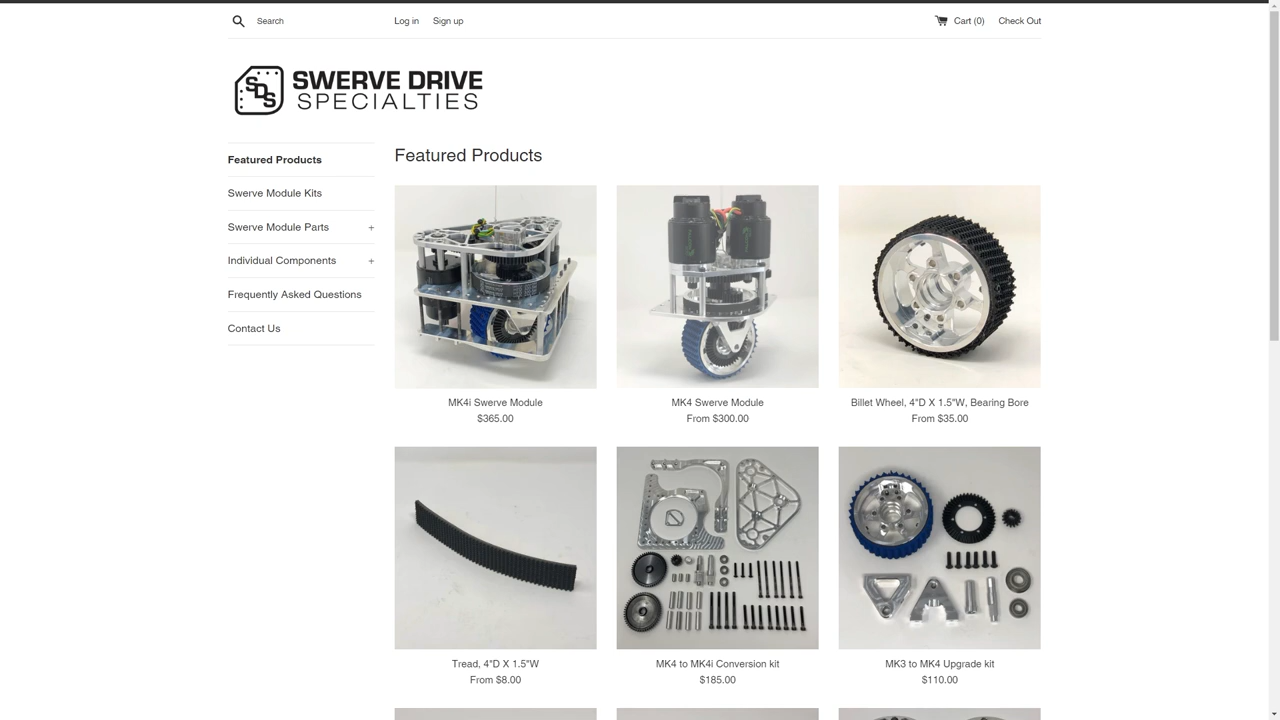 Search
Log in
Sign up
Cart (0)
Check Out
SDS
SWERVE DRIVE
SPECIALTIES
Featured Products
Swerve Module Kits
Swerve Module Parts +
Individual Components +
Frequently Asked Questions
Contact Us
Featured Products
MK4i Swerve Module
$365.00
MK4 Swerve Module
From $300.00
Billet Wheel, 4"D X 1.5"W, Bearing Bore
From $35.00
Tread, 4"D X 1.5"W
From $8.00
MK4 to MK4i Conversion kit
$185.00
MK3 to MK4 Upgrade kit
$110.00